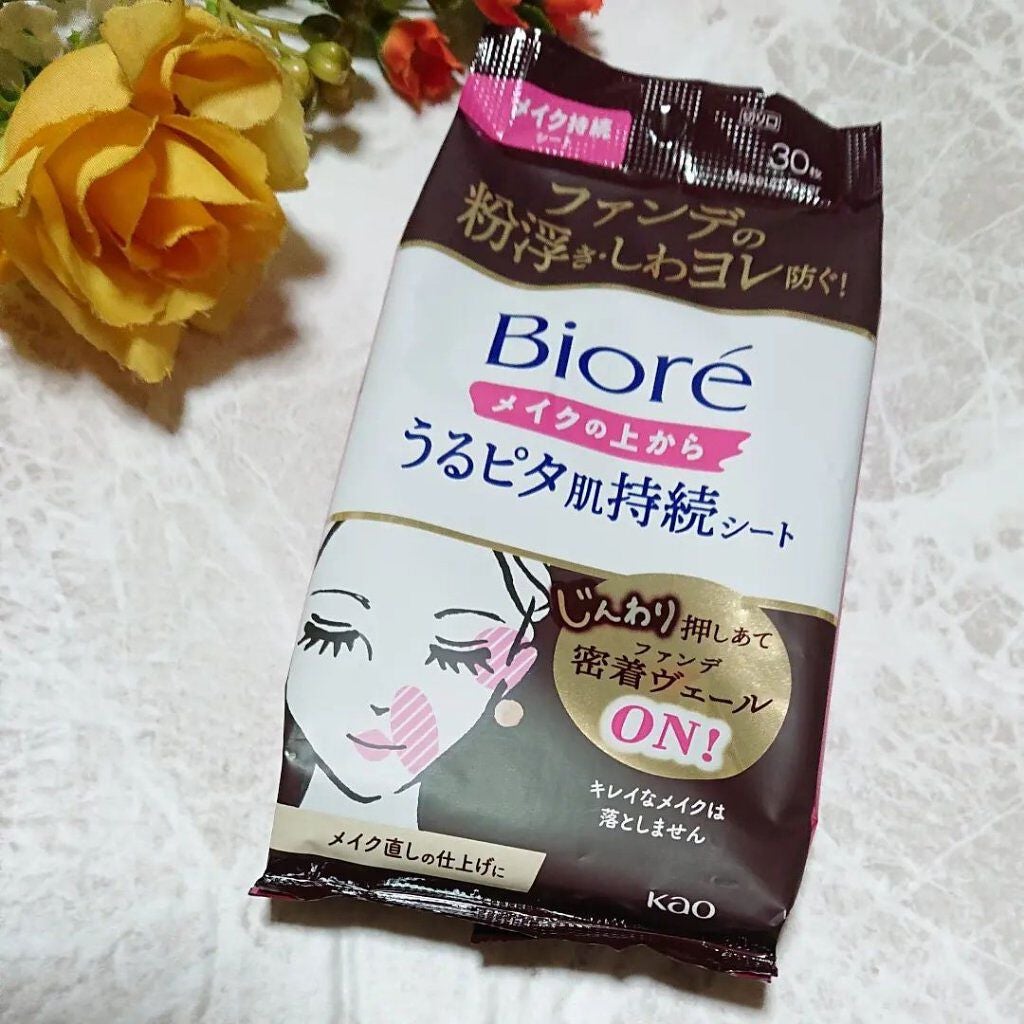 メイク持続
シート
切り口
30枚
ファンデの
粉浮き・しわヨレ防ぐ!
Bioré
メイクの上から
うるピタ肌持続シート
じんわり押しあて
ファンデ
密着ヴェール
ON!
キレイなメイクは
落としません
メイク直しの仕上げに
Kao